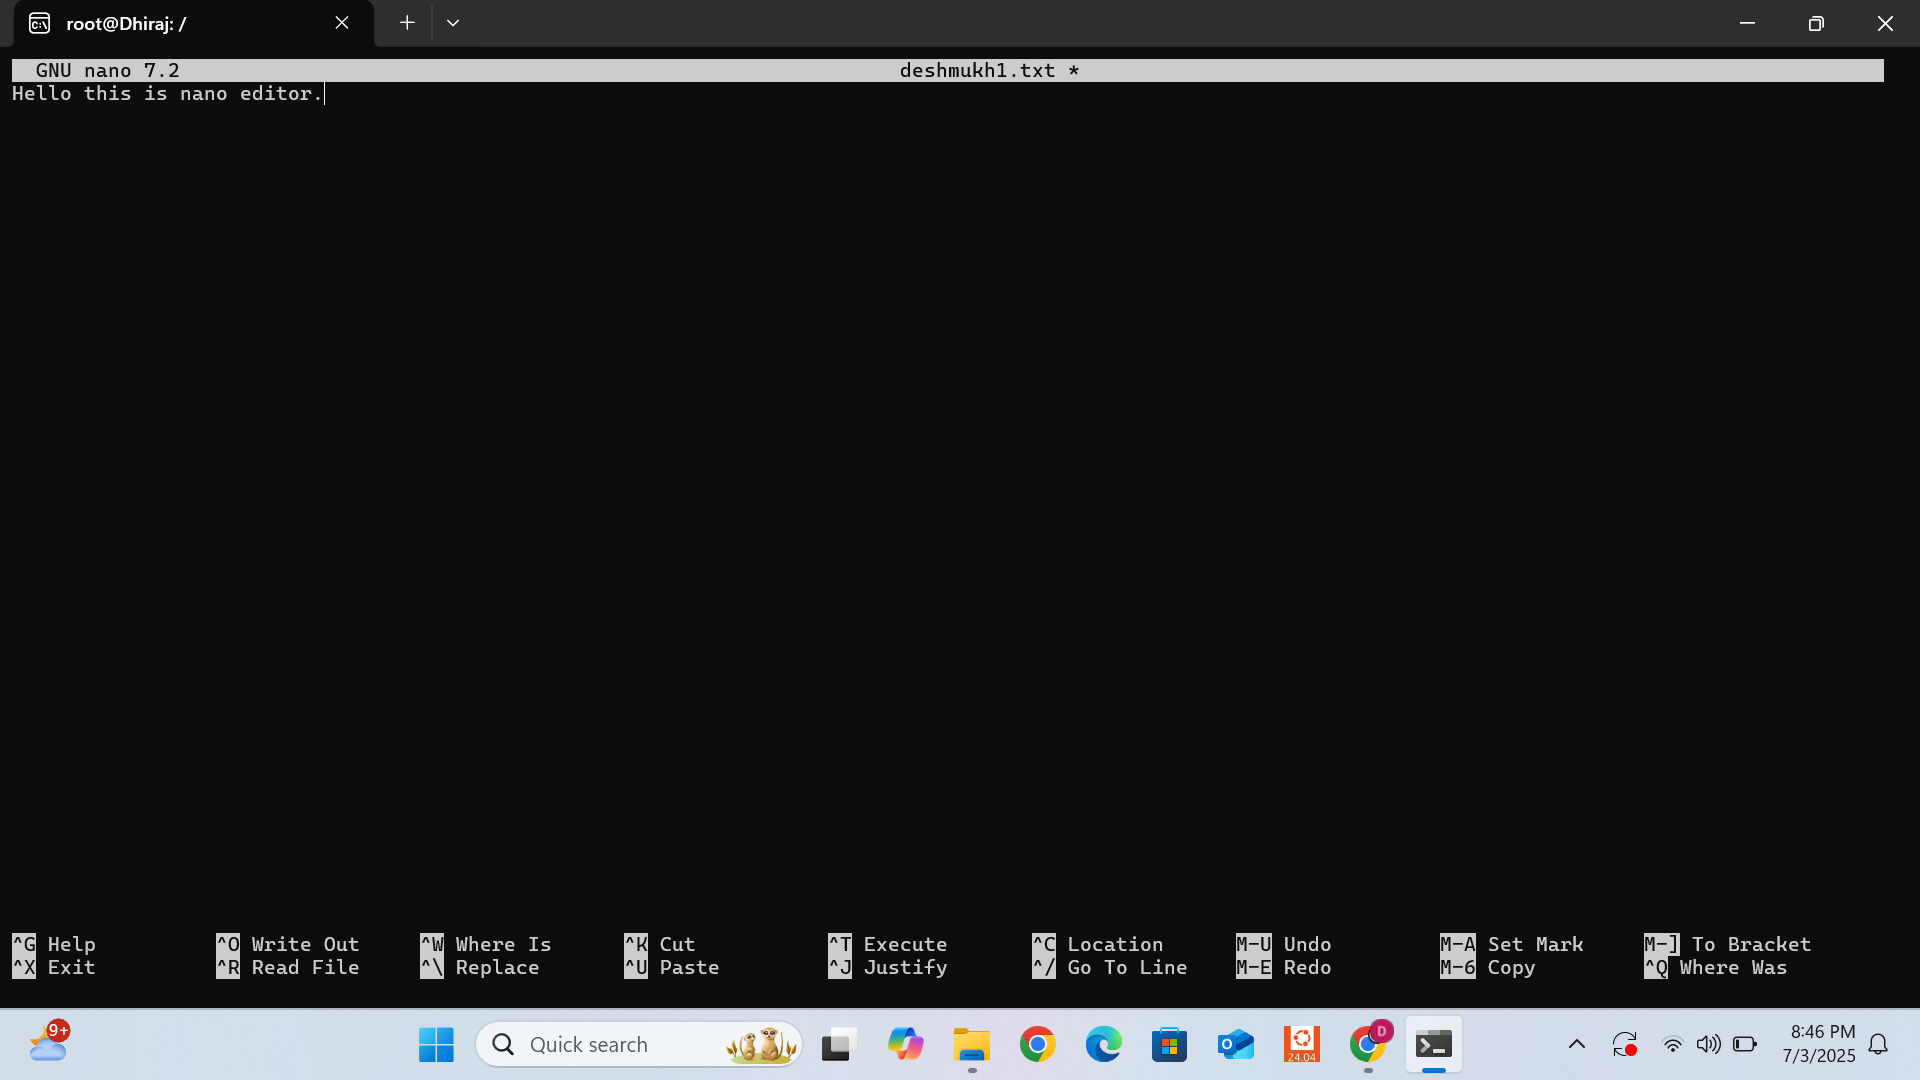 root@Dhiraj: /
GNU nano 7.2 deshmukh1.txt *
Hello this is nano editor.
^G Help ^O Write Out ^W Where Is ^K Cut ^T Execute ^C Location M-U Undo M-A Set Mark M-] To Bracket
^X Exit ^R Read File ^\ Replace ^U Paste ^J Justify ^/ Go To Line M-E Redo M-6 Copy ^Q Where Was
9+ Quick search 24.04 D 8:46 PM
7/3/2025